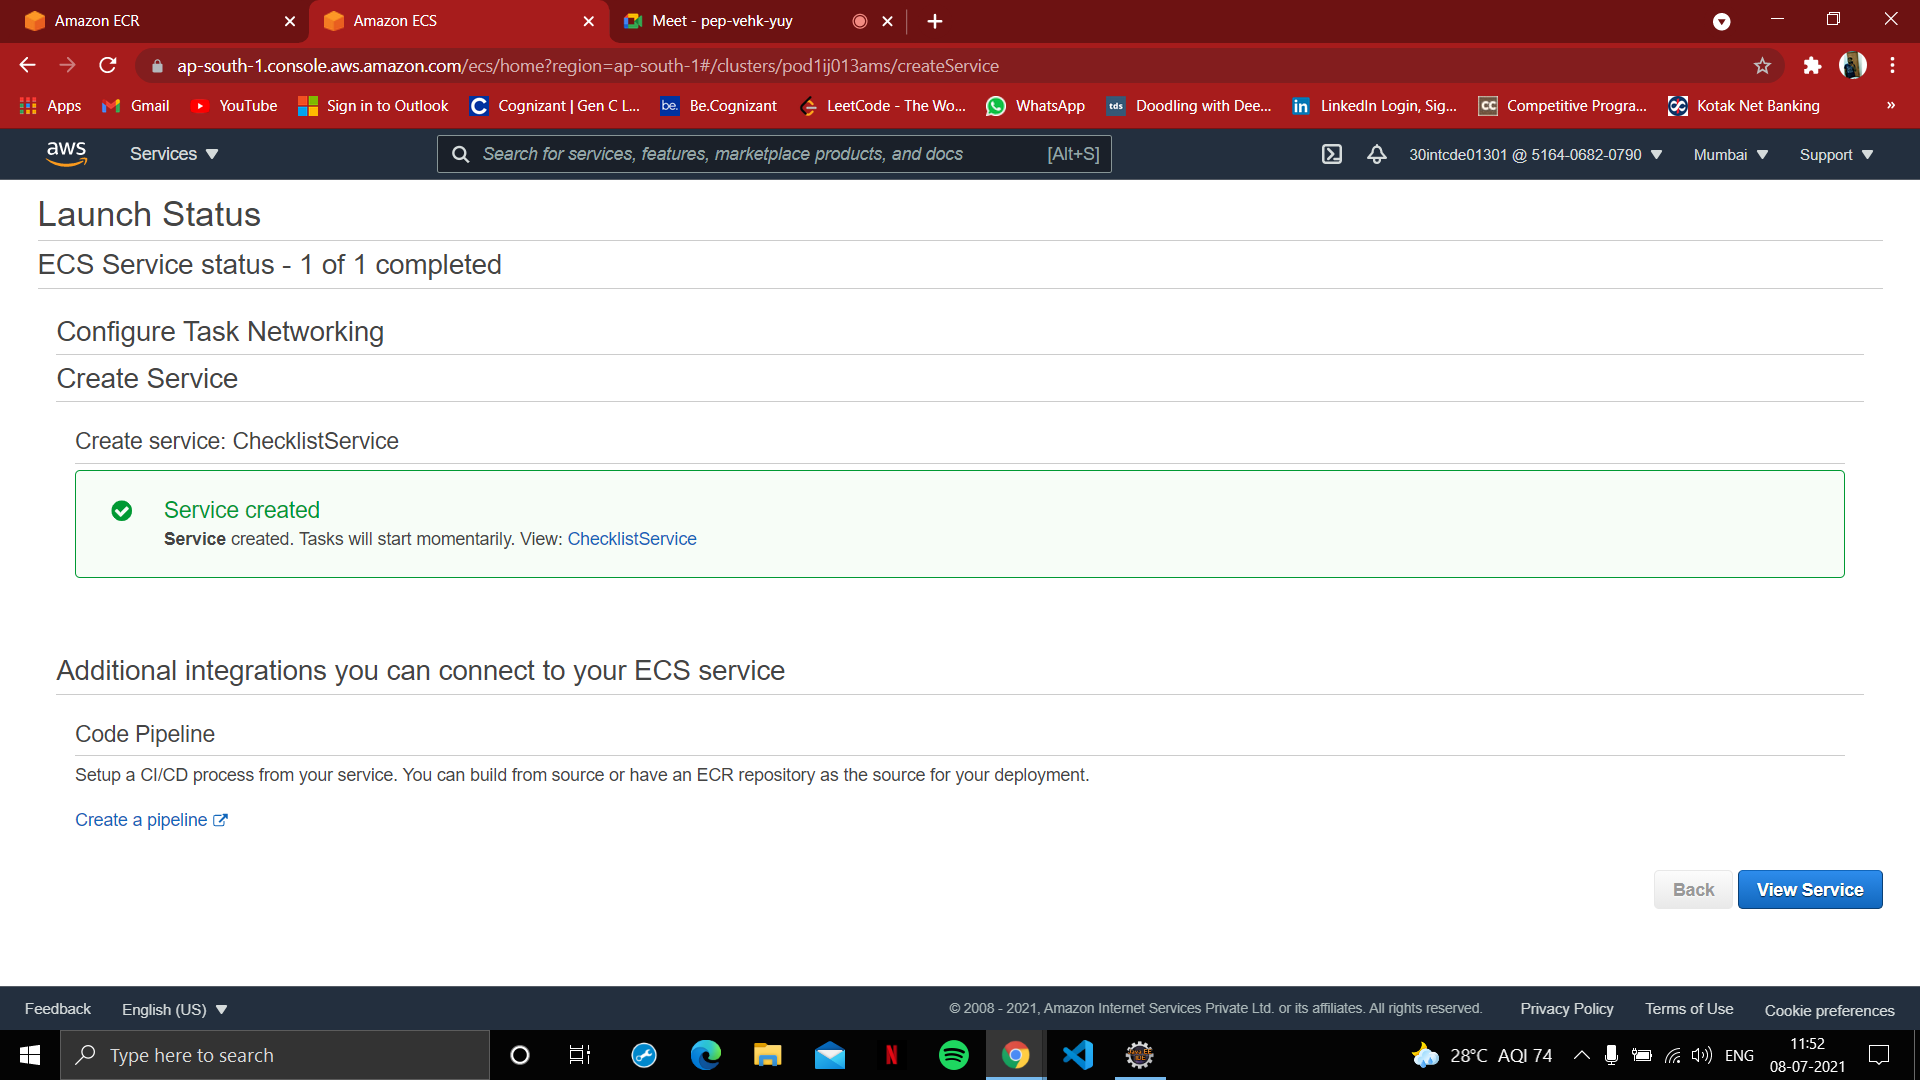 Amazon ECR
Amazon ECS
Meet - pep-vehk-yuy
ap-south-1.console.aws.amazon.com/ecs/home?region=ap-south-1#/clusters/pod1ij013ams/createService
Apps
Gmail
YouTube
Sign in to Outlook
Cognizant | Gen C L...
be. Be.Cognizant
LeetCode - The Wo...
WhatsApp
tds Doodling with Dee...
in LinkedIn Login, Sig...
CC Competitive Progra...
Kotak Net Banking
»
aws
Services
Search for services, features, marketplace products, and docs [Alt+S]
30intcde01301 @ 5164-0682-0790
Mumbai
Support
Launch Status
ECS Service status - 1 of 1 completed
Configure Task Networking
Create Service
Create service: ChecklistService
Service created
Service created. Tasks will start momentarily. View: ChecklistService
Additional integrations you can connect to your ECS service
Code Pipeline
Setup a CI/CD process from your service. You can build from source or have an ECR repository as the source for your deployment.
Create a pipeline
Back
View Service
Feedback
English (US)
© 2008 - 2021, Amazon Internet Services Private Ltd. or its affiliates. All rights reserved.
Privacy Policy
Terms of Use
Cookie preferences
Type here to search
28°C AQI 74
ENG
11:52
08-07-2021